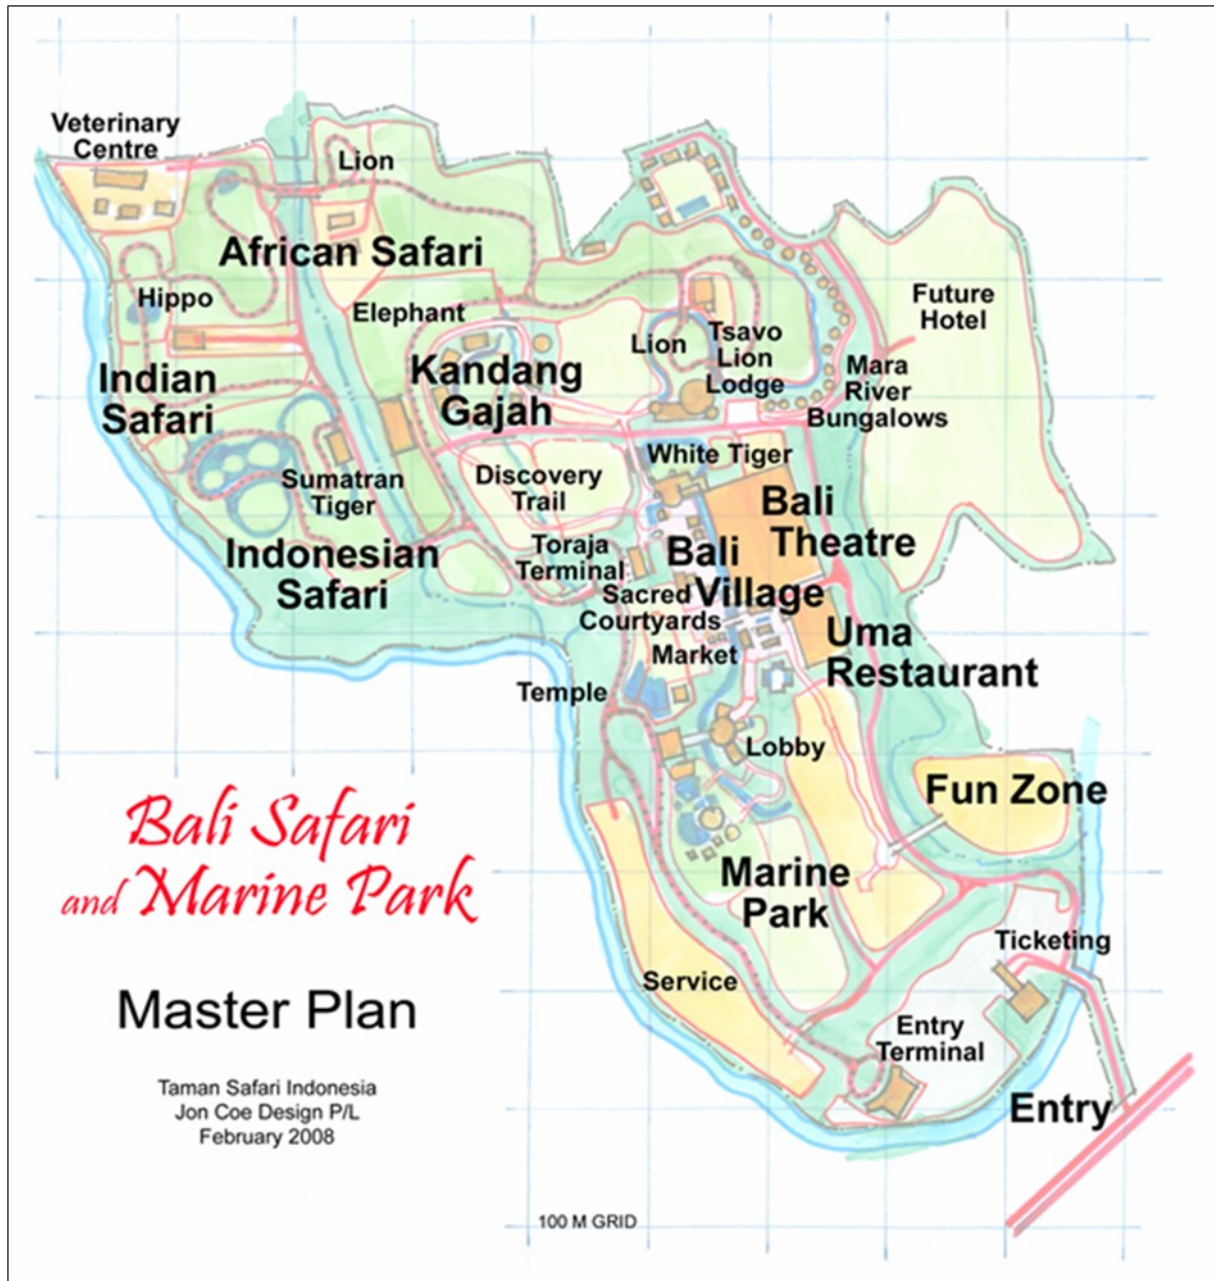 Veterinary
Centre
Lion
African Safari
Hippo
Elephant
Future
Hotel
Lion
Tsavo
Lion
Lodge
Mara
River
Bungalows
Kandang
Gajah
Indian
Safari
White Tiger
Discovery
Trail
Sumatran
Tiger
Bali
Theatre
Indonesian
Safari
Toraja
Terminal
Bali
Village
Sacred
Courtyards
Uma
Restaurant
Market
Temple
Lobby
Fun Zone
Bali Safari
and Marine Park
Marine
Park
Ticketing
Service
Master Plan
Entry
Terminal
Taman Safari Indonesia
Jon Coe Design P/L
February 2008
Entry
100 M GRID